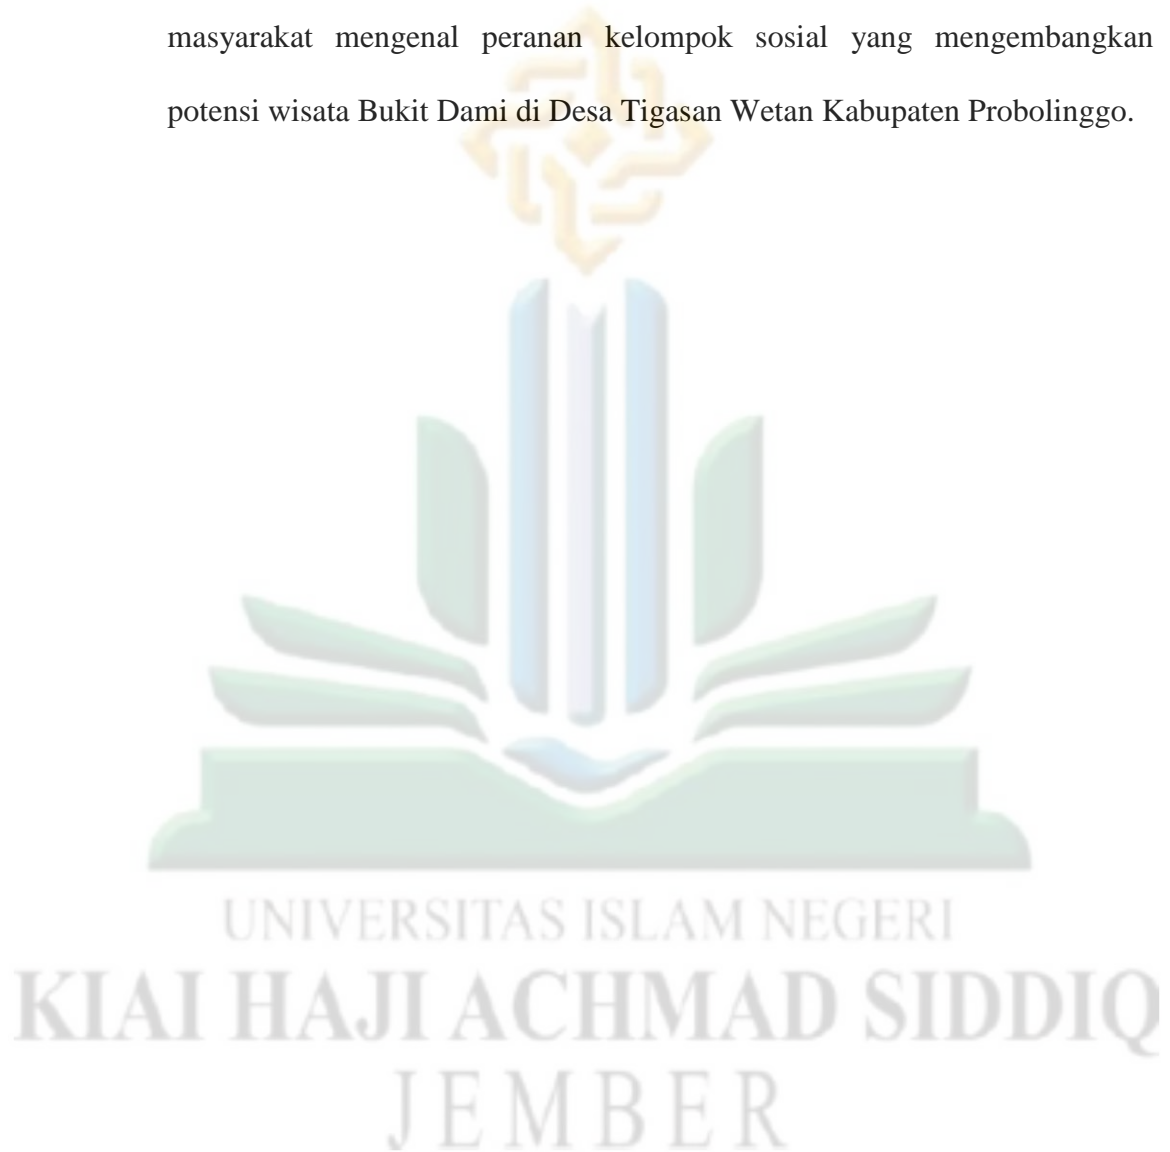 masyarakat mengenal peranan kelompok sosial yang mengembangkan
potensi wisata Bukit Dami di Desa Tigasan Wetan Kabupaten Probolinggo.
UNIVERSITAS ISLAM NEGERI
KIAI HAJI ACHMAD SIDDIQ
JEMBER